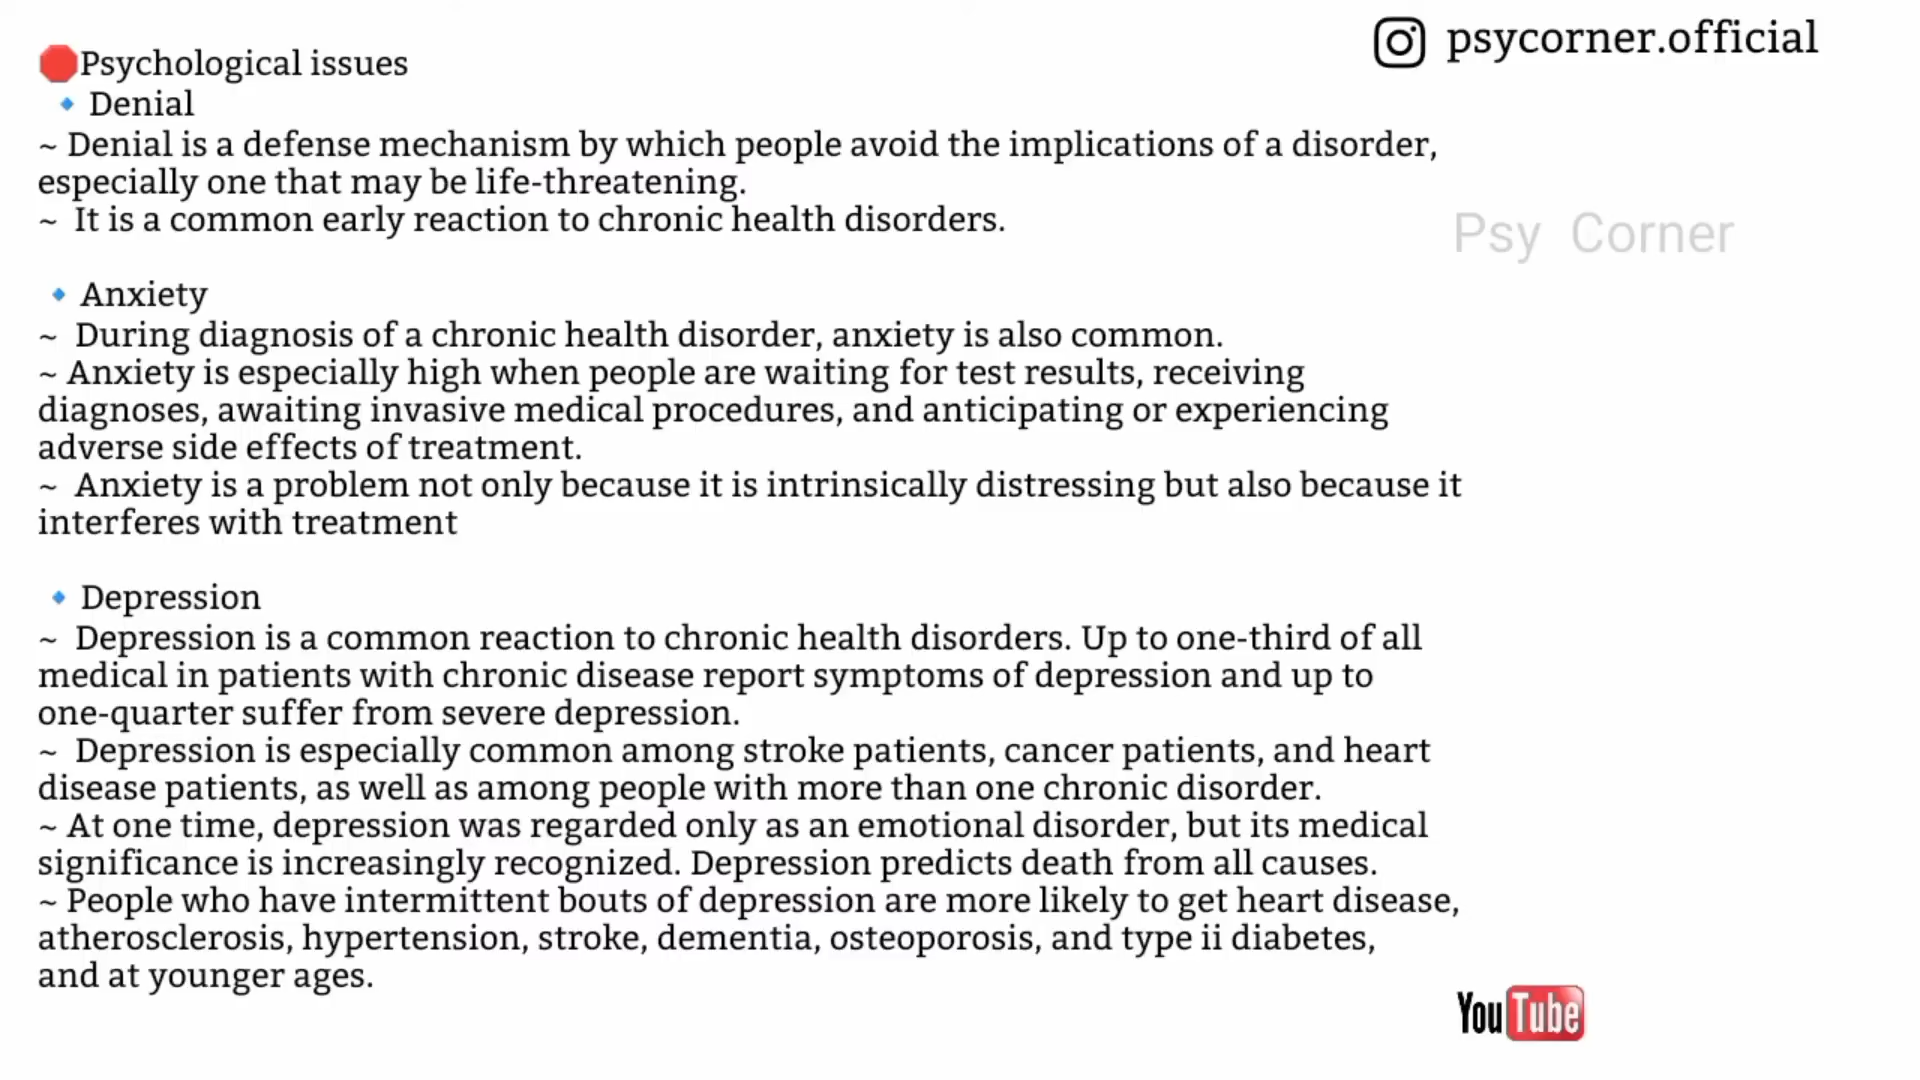 psycorner.official
🛑Psychological issues
🔹Denial
~ Denial is a defense mechanism by which people avoid the implications of a disorder,
especially one that may be life-threatening.
~ It is a common early reaction to chronic health disorders.
Psy Corner
🔹Anxiety
~ During diagnosis of a chronic health disorder, anxiety is also common.
~ Anxiety is especially high when people are waiting for test results, receiving
diagnoses, awaiting invasive medical procedures, and anticipating or experiencing
adverse side effects of treatment.
~ Anxiety is a problem not only because it is intrinsically distressing but also because it
interferes with treatment
🔹Depression
~ Depression is a common reaction to chronic health disorders. Up to one-third of all
medical in patients with chronic disease report symptoms of depression and up to
one-quarter suffer from severe depression.
~ Depression is especially common among stroke patients, cancer patients, and heart
disease patients, as well as among people with more than one chronic disorder.
~ At one time, depression was regarded only as an emotional disorder, but its medical
significance is increasingly recognized. Depression predicts death from all causes.
~ People who have intermittent bouts of depression are more likely to get heart disease,
atherosclerosis, hypertension, stroke, dementia, osteoporosis, and type ii diabetes,
and at younger ages.
YouTube